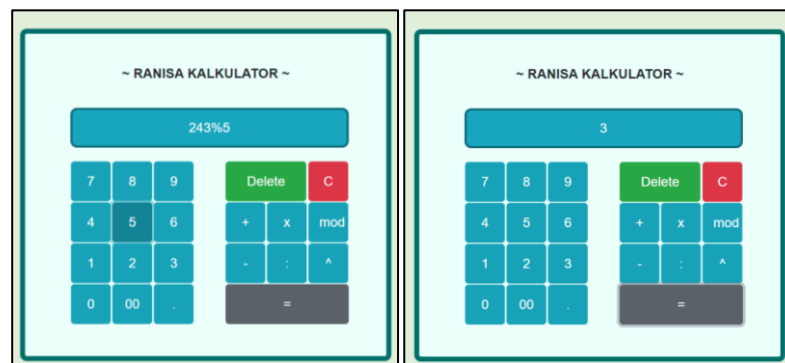 ~ RANISA KALKULATOR ~
243%5
7 8 9 Delete C
4 5 6 + x mod
1 2 3 - : ^
0 00 . =
~ RANISA KALKULATOR ~
3
7 8 9 Delete C
4 5 6 + x mod
1 2 3 - : ^
0 00 . =